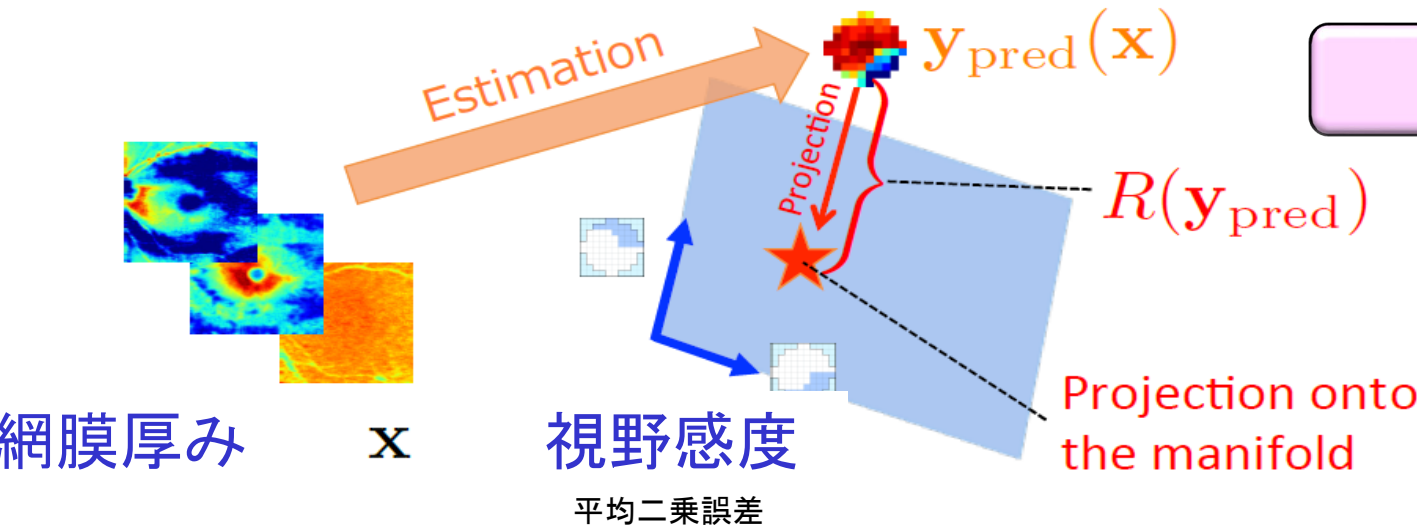 Estimation
y_pred(x)
Projection
R(y_pred)
Projection onto
the manifold
網膜厚み
x
視野感度
平均二乗誤差